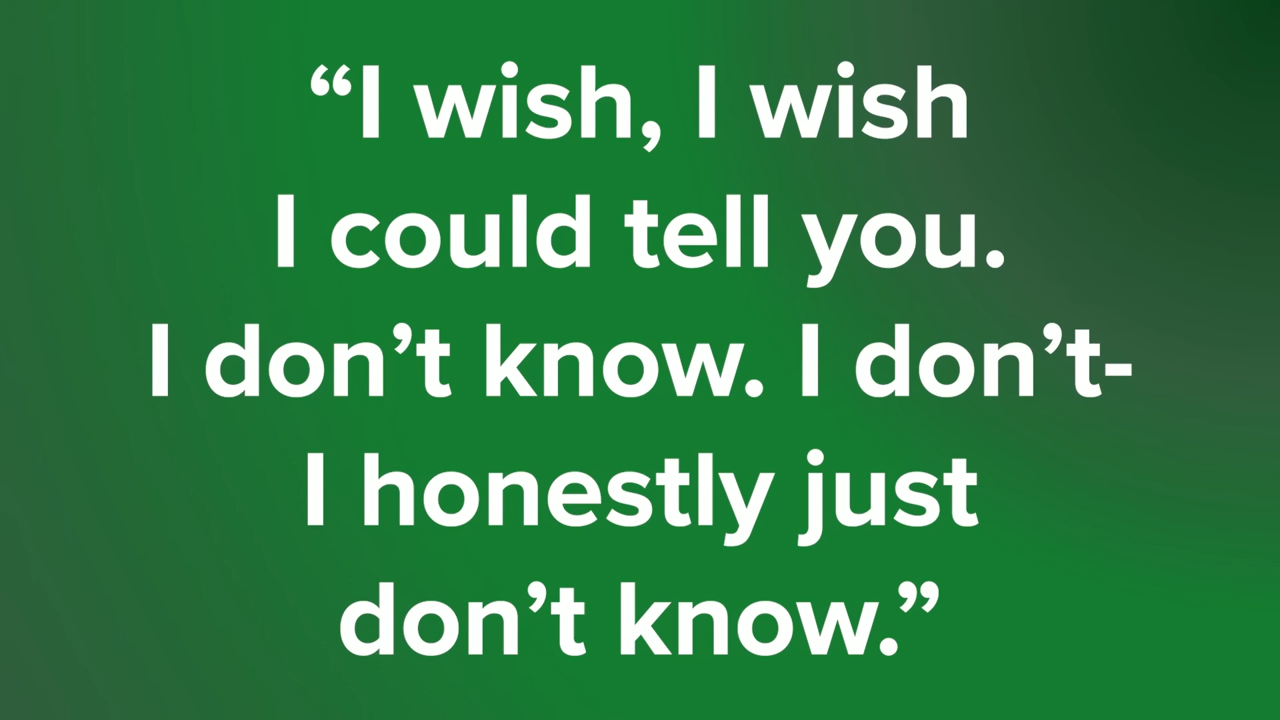 “I wish, I wish
I could tell you.
I don’t know. I don’t-
I honestly just
don’t know.”